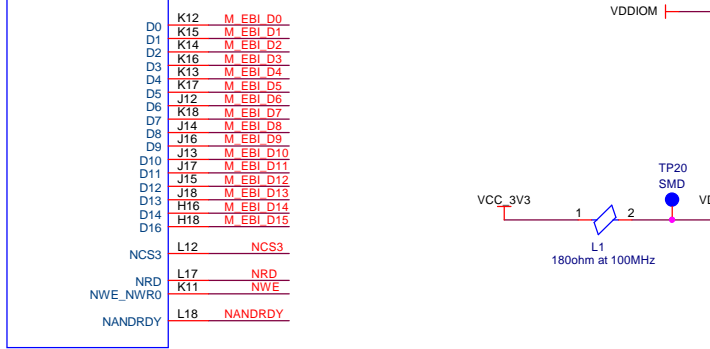 VDDIOM
D0 K12 M_EBI_D0
D1 K15 M_EBI_D1
D2 K14 M_EBI_D2
D3 K16 M_EBI_D3
D4 K13 M_EBI_D4
D5 K17 M_EBI_D5
D6 J12 M_EBI_D6
D7 K18 M_EBI_D7
D8 J14 M_EBI_D8
D9 J16 M_EBI_D9
D10 J13 M_EBI_D10
D11 J17 M_EBI_D11
D12 J15 M_EBI_D12
D13 J18 M_EBI_D13
D14 H16 M_EBI_D14
D16 H18 M_EBI_D15
NCS3 L12 NCS3
NRD L17 NRD
NWE_NWR0 K11 NWE
NANDRDY L18 NANDRDY
TP20
SMD
VCC_3V3
1 2
L1
180ohm at 100MHz